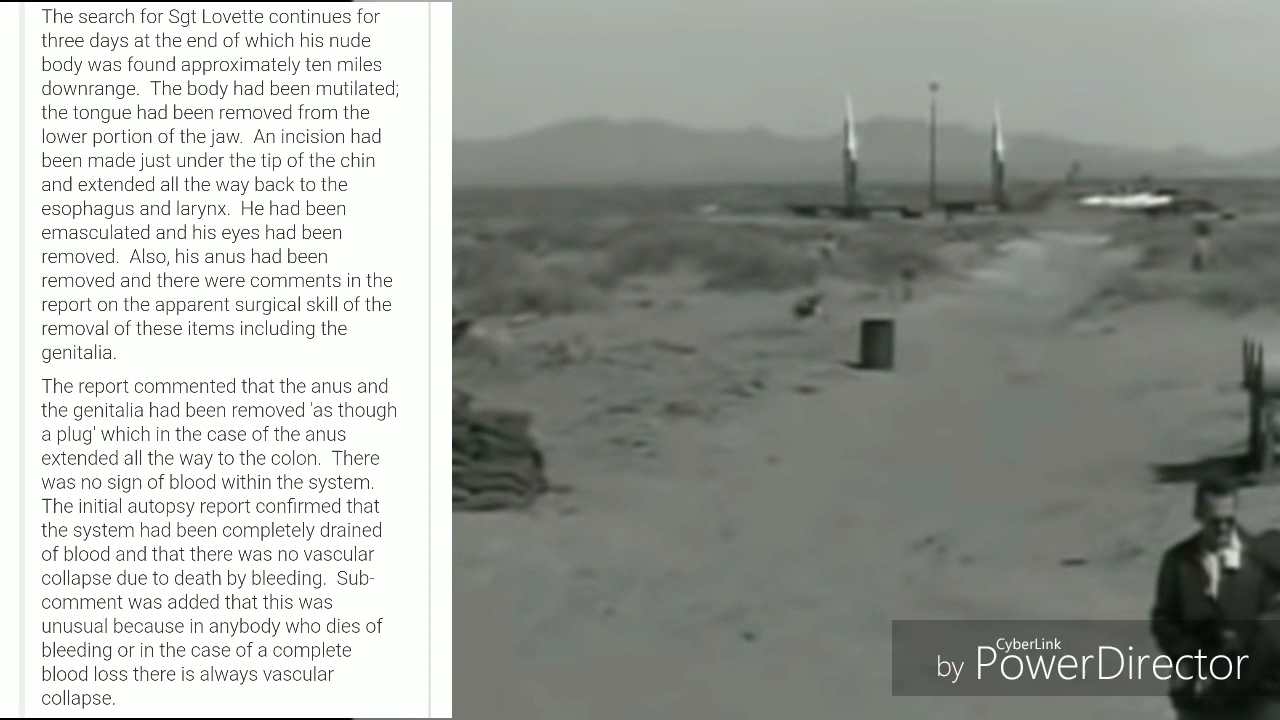 The search for Sgt Lovette continues for
three days at the end of which his nude
body was found approximately ten miles
downrange. The body had been mutilated;
the tongue had been removed from the
lower portion of the jaw. An incision had
been made just under the tip of the chin
and extended all the way back to the
esophagus and larynx. He had been
emasculated and his eyes had been
removed. Also, his anus had been
removed and there were comments in the
report on the apparent surgical skill of the
removal of these items including the
genitalia.
The report commented that the anus and
the genitalia had been removed 'as though
a plug' which in the case of the anus
extended all the way to the colon. There
was no sign of blood within the system.
The initial autopsy report confirmed that
the system had been completely drained
of blood and that there was no vascular
collapse due to death by bleeding. Sub-
comment was added that this was
unusual because in anybody who dies of
bleeding or in the case of a complete
blood loss there is always vascular
collapse.
CyberLink
by PowerDirector